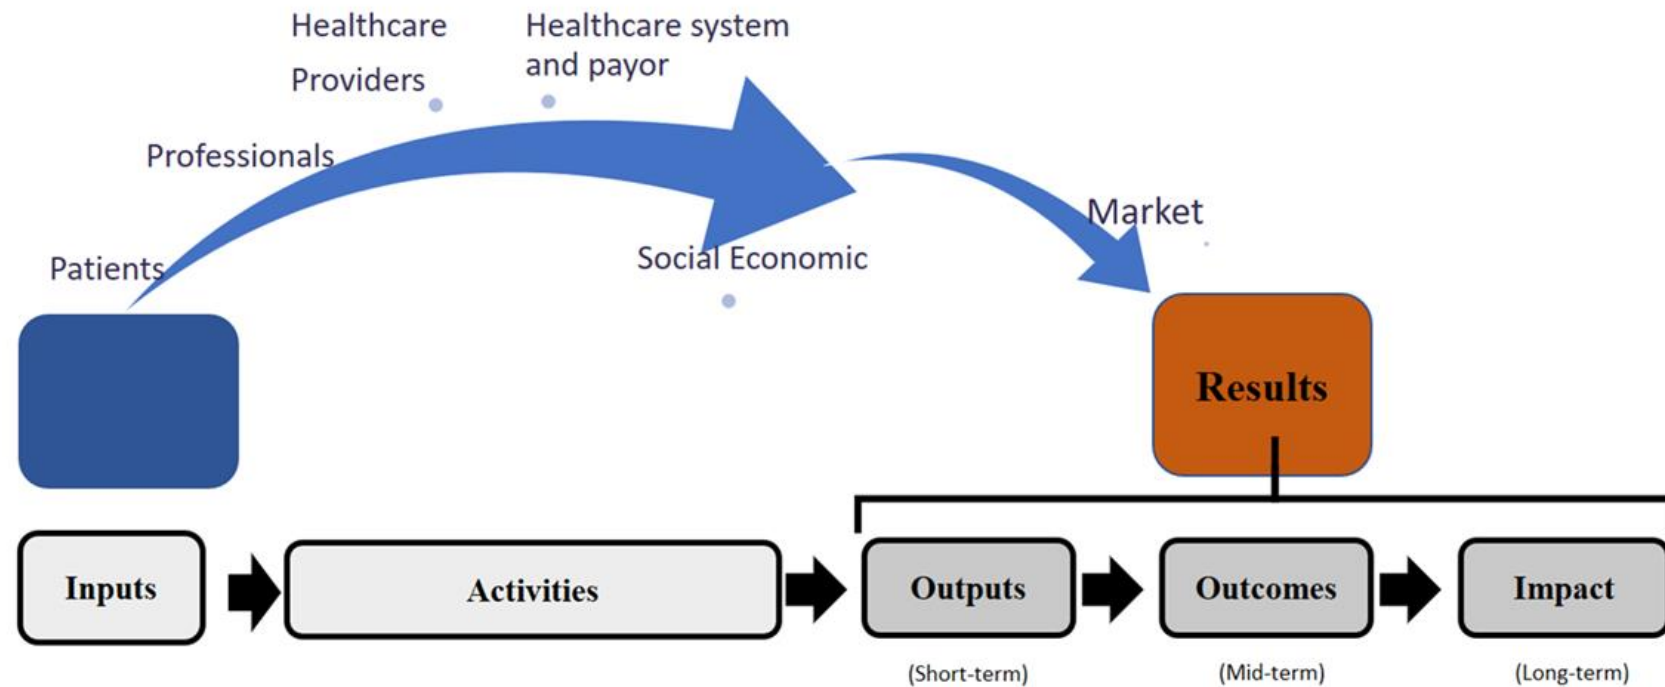 Healthcare
Providers
Healthcare system
and payor
Professionals
Patients
Social Economic
Market
Results
Inputs
Activities
Outputs
Outcomes
Impact
(Short-term)
(Mid-term)
(Long-term)